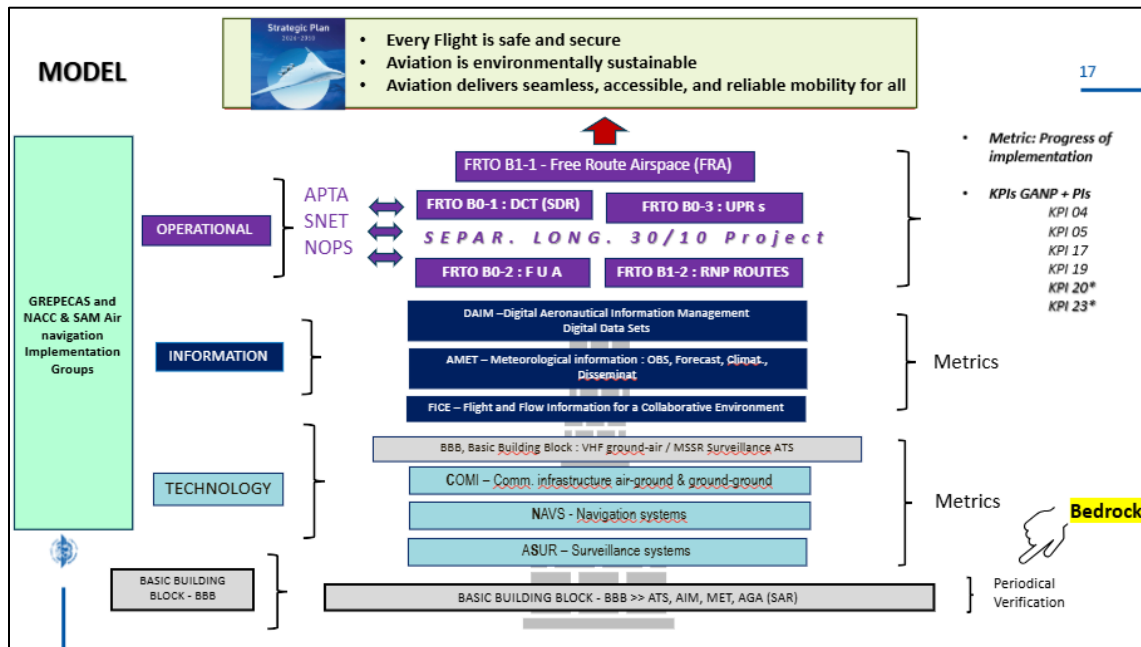 Strategic Plan
• Every Flight is safe and secure
• Aviation is environmentally sustainable
• Aviation delivers seamless, accessible, and reliable mobility for all
MODEL
17
FRTO B1-1 - Free Route Airspace (FRA)
APTA
SNET
NOPS
FRTO B0-1 : DCT (SDR)
FRTO B0-3 : UPR s
OPERATIONAL
SEPAR. LONG. 30/10 Project
FRTO B0-2 : F U A
FRTO B1-2 : RNP ROUTES
• Metric: Progress of
implementation
• KPIs GANP + PIs
KPI 04
KPI 05
KPI 17
KPI 19
KPI 20*
KPI 23*
GREPECAS and
NACC & SAM Air
navigation
Implementation
Groups
INFORMATION
DAIM –Digital Aeronautical Information Management
Digital Data Sets
AMET – Meteorological information : OBS, Forecast, Climat.,
Disseminat
FICE – Flight and Flow Information for a Collaborative Environment
Metrics
TECHNOLOGY
BBB, Basic Building Block : VHF ground-air / MSSR Surveillance ATS
COMI – Comm. infrastructure air-ground & ground-ground
NAVS - Navigation systems
ASUR – Surveillance systems
Metrics
Bedrock
BASIC BUILDING
BLOCK - BBB
BASIC BUILDING BLOCK - BBB >> ATS, AIM, MET, AGA (SAR)
Periodical
Verification